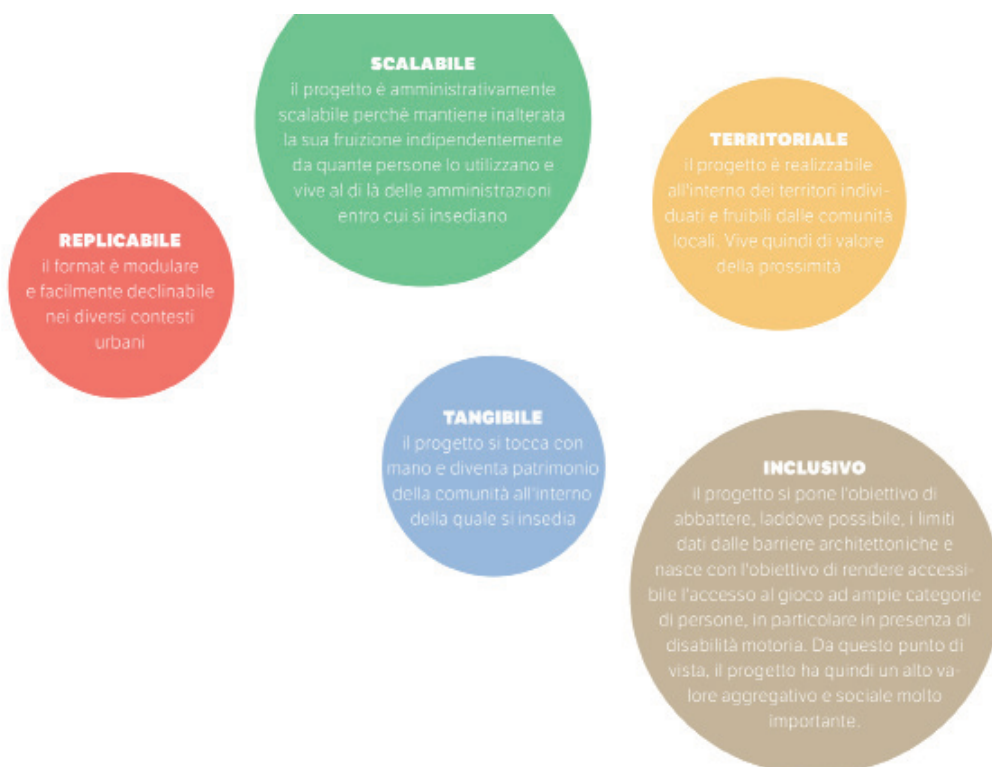 SCALABILE
il progetto è amministrativamente
scalabile perchè mantiene inalterata
la sua fruizione indipendentemente
da quante persone lo utilizzano e
vive al di là delle amministrazioni
entro cui si insediano
TERRITORIALE
il progetto è realizzabile
all'interno dei territori indivi-
duati e fruibili dalle comunità
locali. Vive quindi di valore
della prossimità
REPLICABILE
il format è modulare
e facilmente declinabile
nei diversi contesti
urbani
TANGIBILE
il progetto si tocca con
mano e diventa patrimonio
della comunità all'interno
della quale si insedia
INCLUSIVO
il progetto si pone l'obiettivo di
abbattere, laddove possibile, i limiti
dati dalle barriere architettoniche e
nasce con l'obiettivo di rendere accessi-
bile l'accesso al gioco ad ampie categorie
di persone, in particolare in presenza di
disabilità motoria. Da questo punto di
vista, il progetto ha quindi un alto va-
lore aggregativo e sociale molto
importante.